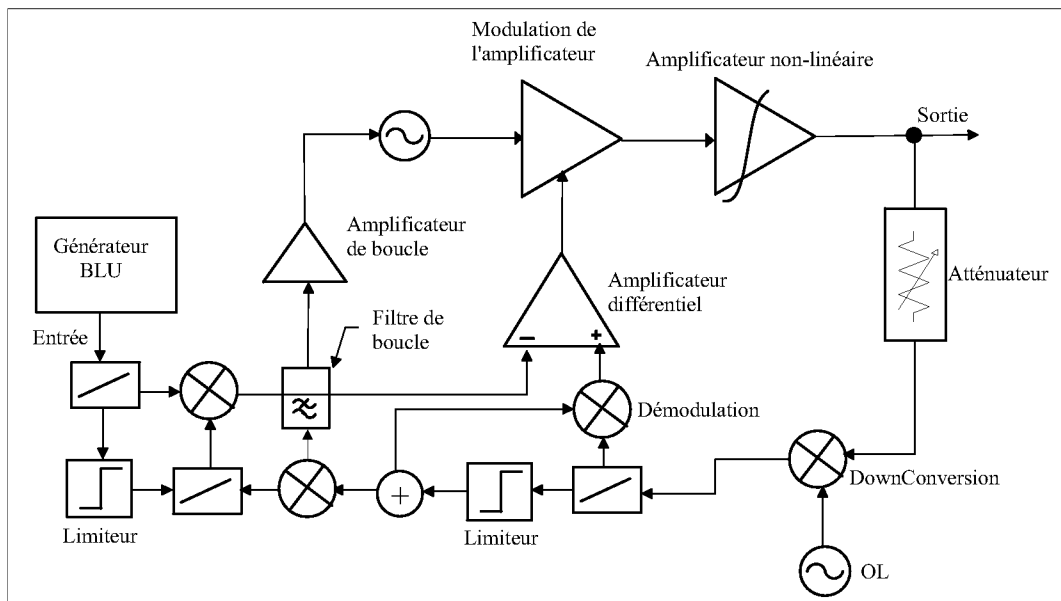 Modulation de
l'amplificateur
Amplificateur non-linéaire
Sortie
Générateur
BLU
Amplificateur
de boucle
Amplificateur
différentiel
Atténuateur
Entrée
Filtre de
boucle
Démodulation
DownConversion
Limiteur
Limiteur
OL